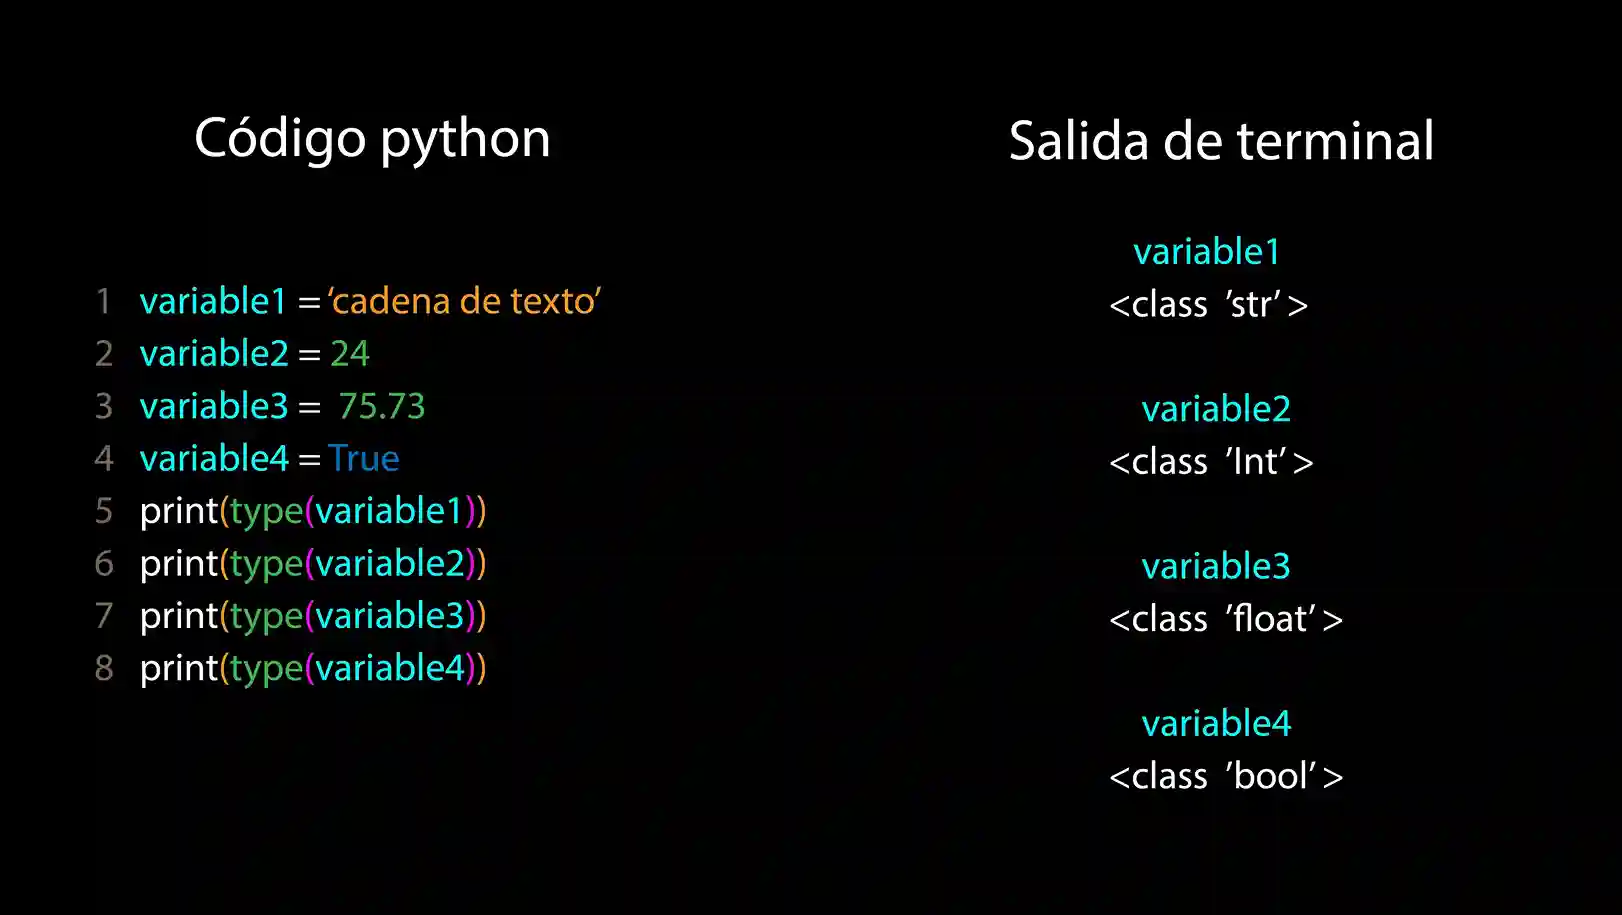 Código python
1 variable1 = ‘cadena de texto’
2 variable2 = 24
3 variable3 = 75.73
4 variable4 = True
5 print(type(variable1))
6 print(type(variable2))
7 print(type(variable3))
8 print(type(variable4))
Salida de terminal
variable1
<class ’str’ >
variable2
<class ’Int’ >
variable3
<class ’float’ >
variable4
<class ’bool’ >